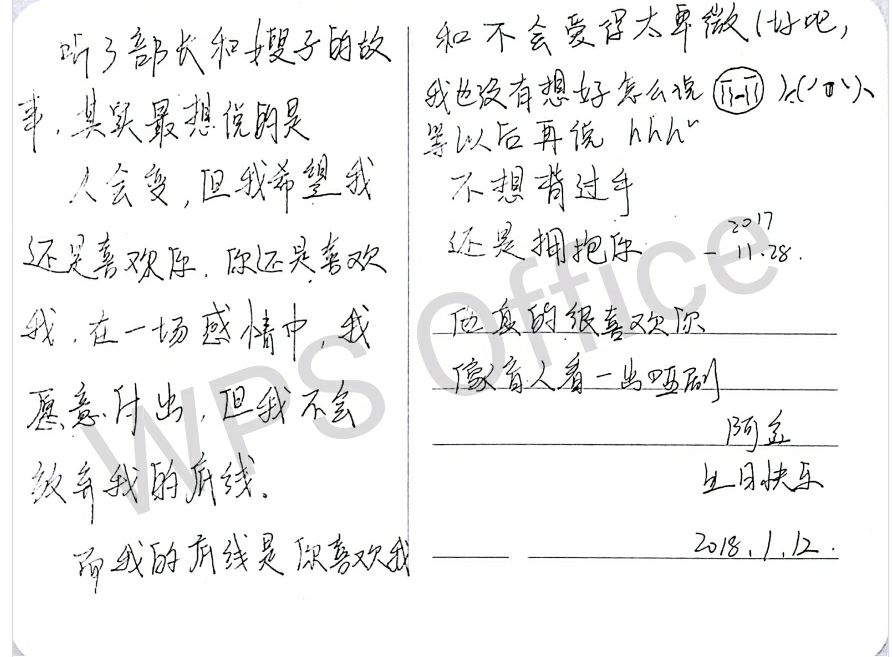 听了部长和嫂子的故
事，其实最想说的是
人会变，但我希望我
还是喜欢你，你还是喜欢
我，在一场感情中，我
愿意付出，但我不会
放弃我的底线。
而我的底线是你喜欢我
和不会爱得太卑微（好吧，
我也没有想好怎么说
等以后再说 hhh~
不想背过手
还是拥抱你
—2017
11.28.
他真的很喜欢你
像盲人看一出哑剧
阿金
生日快乐
2018.1.12.
WPS Office